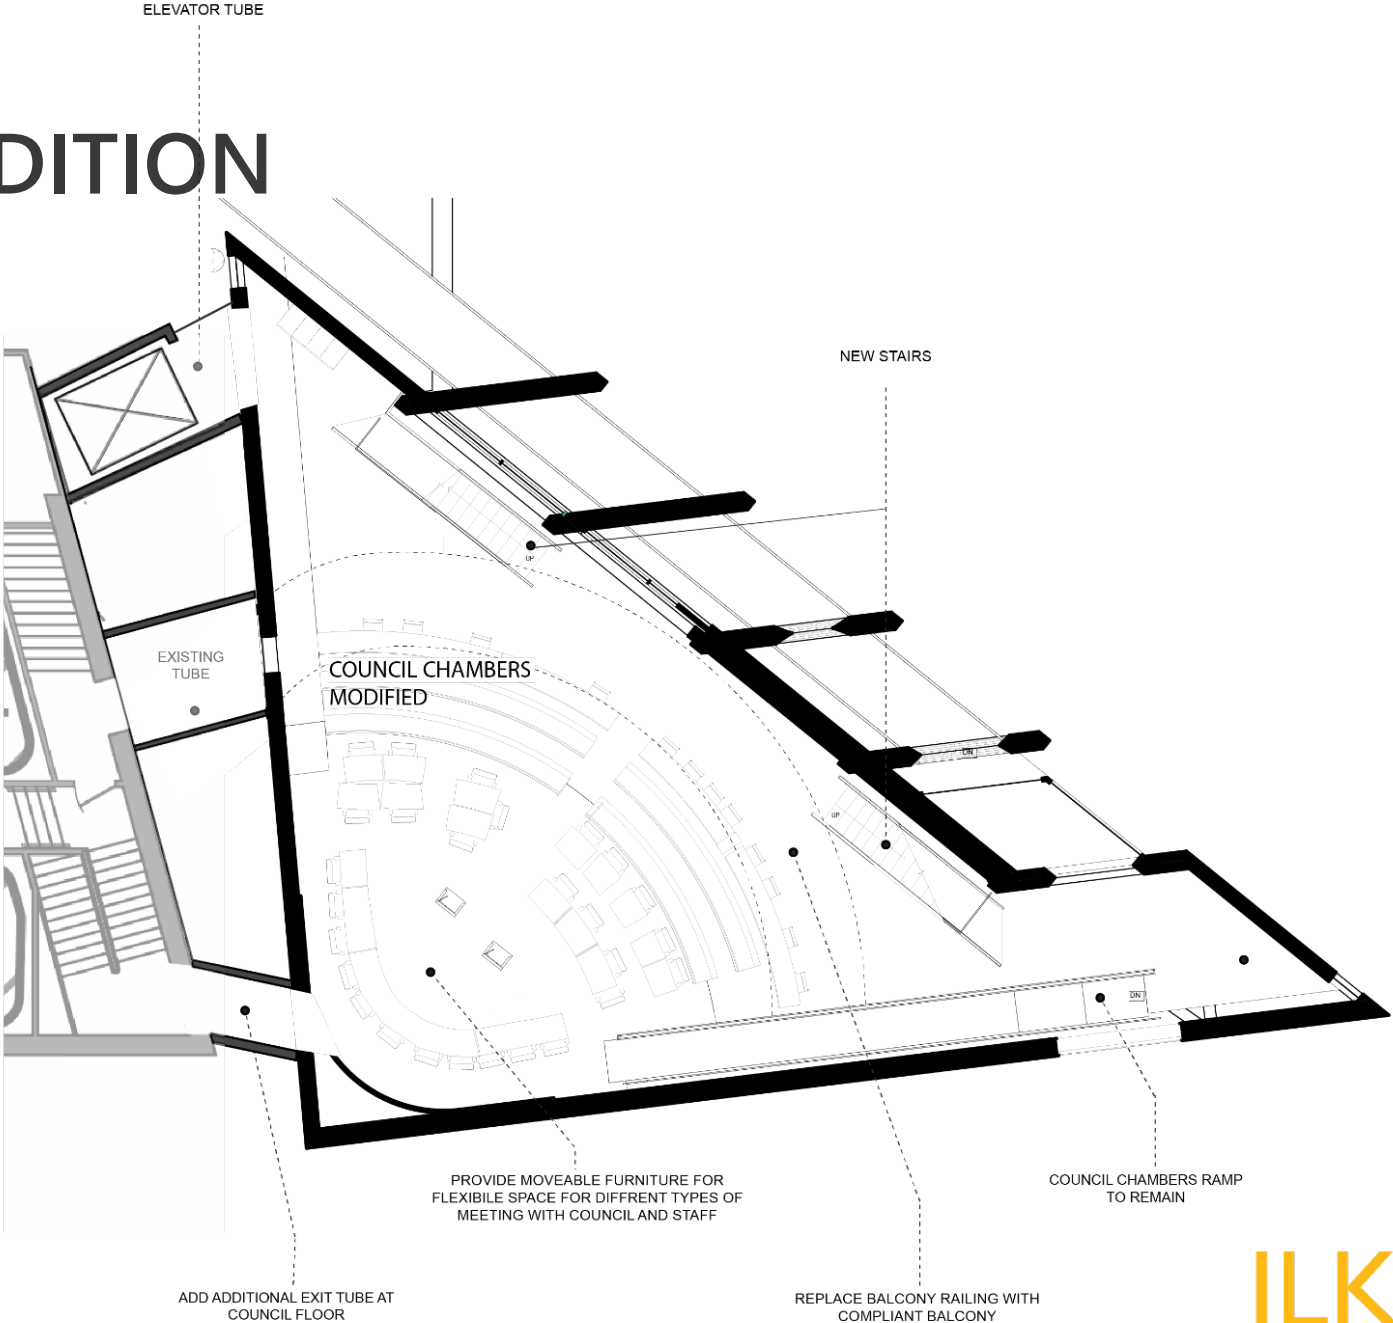 ELEVATOR TUBE
DITION
NEW STAIRS
UP
EXISTING
TUBE
COUNCIL CHAMBERS
MODIFIED
DN
UP
DN
PROVIDE MOVEABLE FURNITURE FOR
FLEXIBILE SPACE FOR DIFFRENT TYPES OF
MEETING WITH COUNCIL AND STAFF
COUNCIL CHAMBERS RAMP
TO REMAIN
ADD ADDITIONAL EXIT TUBE AT
COUNCIL FLOOR
REPLACE BALCONY RAILING WITH
COMPLIANT BALCONY
ILK